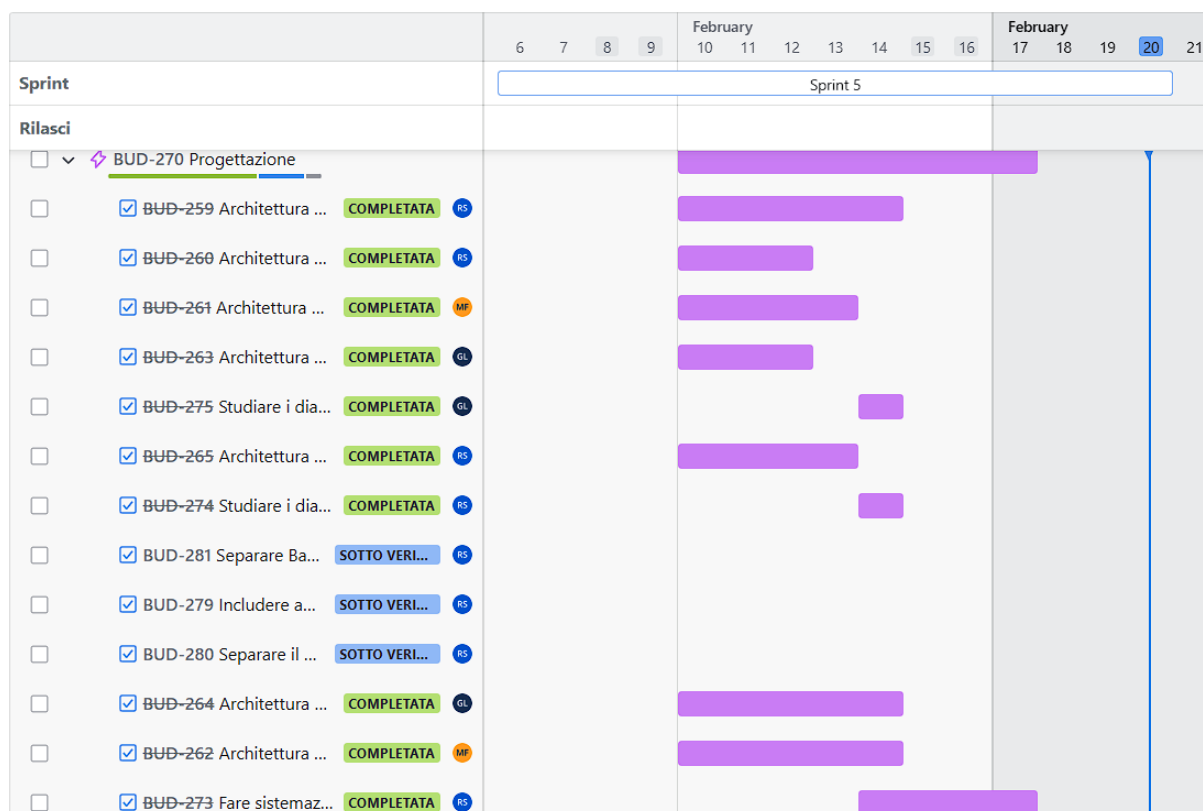 February
February
6 7 8 9 10 11 12 13 14 15 16 17 18 19 20 21
Sprint
Sprint 5
Rilasci
BUD-270 Progettazione
BUD-259 Architettura ... COMPLETATA RS
BUD-260 Architettura ... COMPLETATA RS
BUD-261 Architettura ... COMPLETATA MF
BUD-263 Architettura ... COMPLETATA GL
BUD-275 Studiare i dia... COMPLETATA GL
BUD-265 Architettura ... COMPLETATA RS
BUD-274 Studiare i dia... COMPLETATA RS
BUD-281 Separare Ba... SOTTO VERI... RS
BUD-279 Includere a... SOTTO VERI... RS
BUD-280 Separare il ... SOTTO VERI... RS
BUD-264 Architettura ... COMPLETATA GL
BUD-262 Architettura ... COMPLETATA MF
BUD-273 Fare sistemaz... COMPLETATA RS